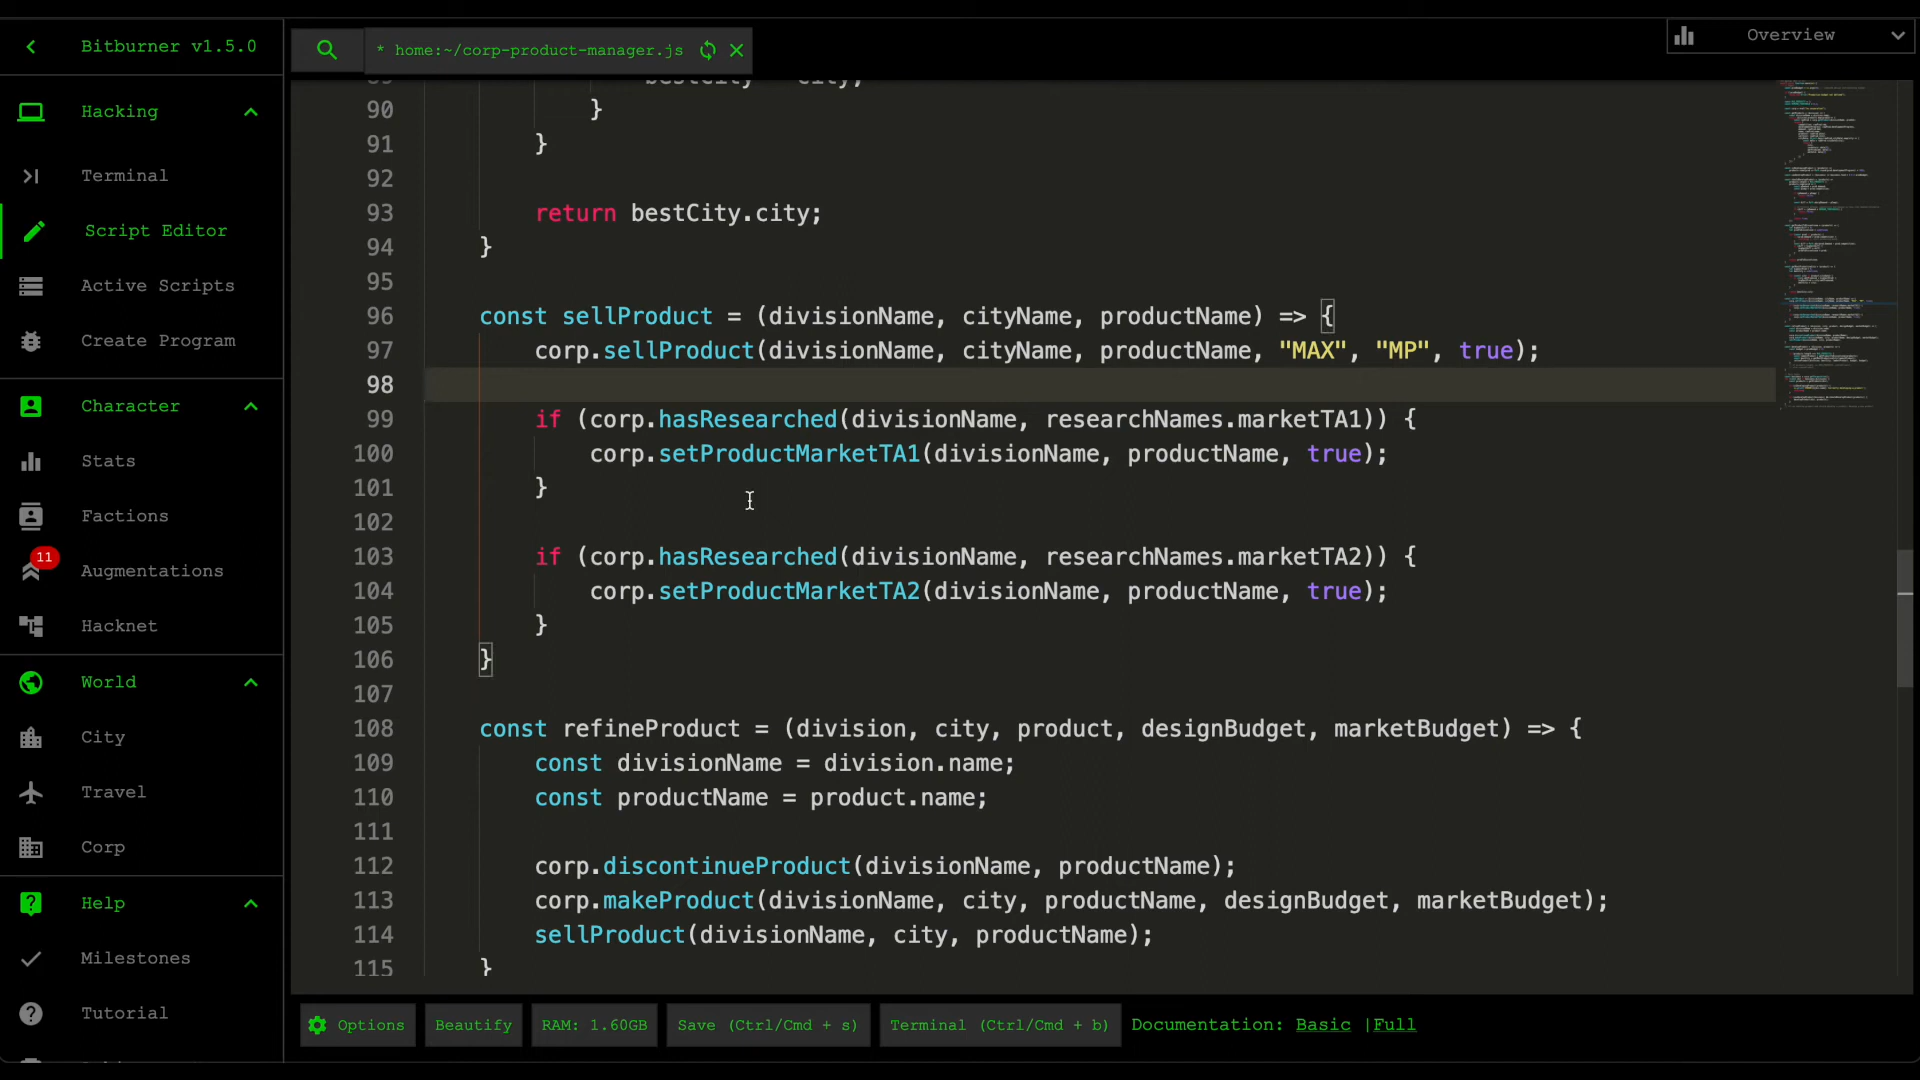 Bitburner v1.5.0
Hacking
Terminal
Script Editor
Active Scripts
Create Program
Character
Stats
Factions
11
Augmentations
Hacknet
World
City
Travel
Corp
Help
Milestones
Tutorial
* home:~/corp-product-manager.js
Overview
90 }
91 }
92
93 return bestCity.city;
94 }
95
96 const sellProduct = (divisionName, cityName, productName) => {
97 corp.sellProduct(divisionName, cityName, productName, "MAX", "MP", true);
98
99 if (corp.hasResearched(divisionName, researchNames.marketTA1)) {
100 corp.setProductMarketTA1(divisionName, productName, true);
101 }
102
103 if (corp.hasResearched(divisionName, researchNames.marketTA2)) {
104 corp.setProductMarketTA2(divisionName, productName, true);
105 }
106 }
107
108 const refineProduct = (division, city, product, designBudget, marketBudget) => {
109 const divisionName = division.name;
110 const productName = product.name;
111
112 corp.discontinueProduct(divisionName, productName);
113 corp.makeProduct(divisionName, city, productName, designBudget, marketBudget);
114 sellProduct(divisionName, city, productName);
115 }
Options
Beautify
RAM: 1.60GB
Save (Ctrl/Cmd + s)
Terminal (Ctrl/Cmd + b)
Documentation: Basic |Full